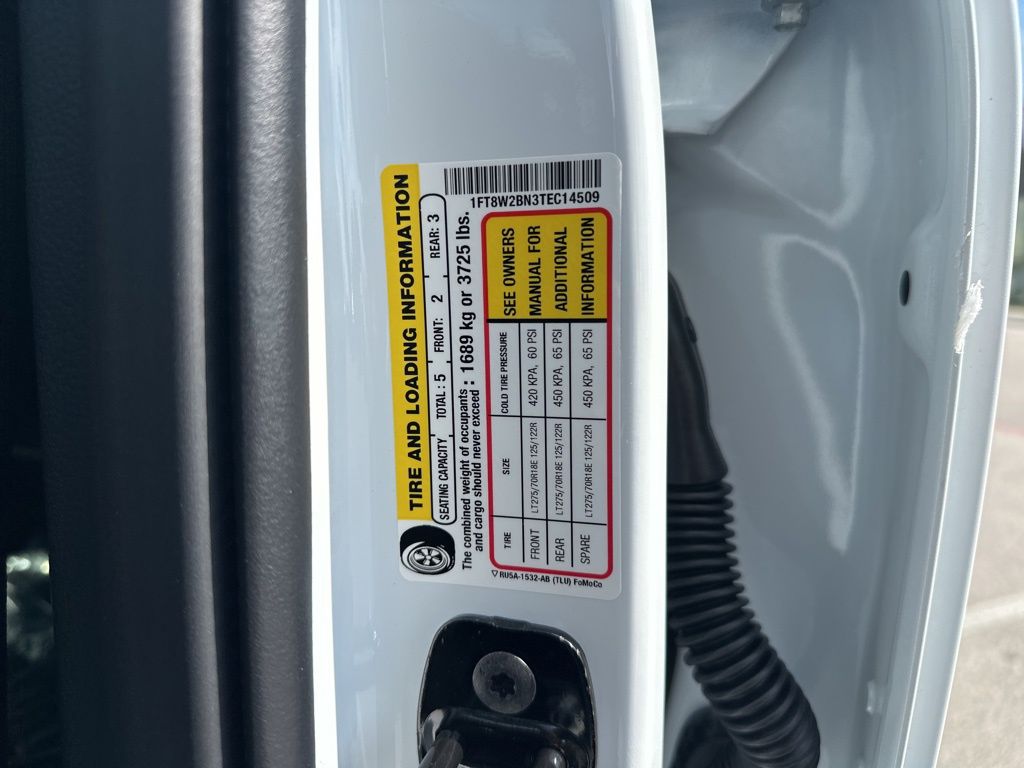 TIRE AND LOADING INFORMATION
SEATING CAPACITY TOTAL : 5 FRONT: 2 REAR: 3
The combined weight of occupants and cargo should never exceed : 1689 kg or 3725 lbs.
TIRE SIZE COLD TIRE PRESSURE
FRONT LT275/70R18E 125/122R 420 KPA, 60 PSI
REAR LT275/70R18E 125/122R 450 KPA, 65 PSI
SPARE LT275/70R18E 125/122R 450 KPA, 65 PSI
SEE OWNERS
MANUAL FOR
ADDITIONAL
INFORMATION
▽RU5A-1532-AB (TLU) FoMoCo
1FT8W2BN3TEC14509